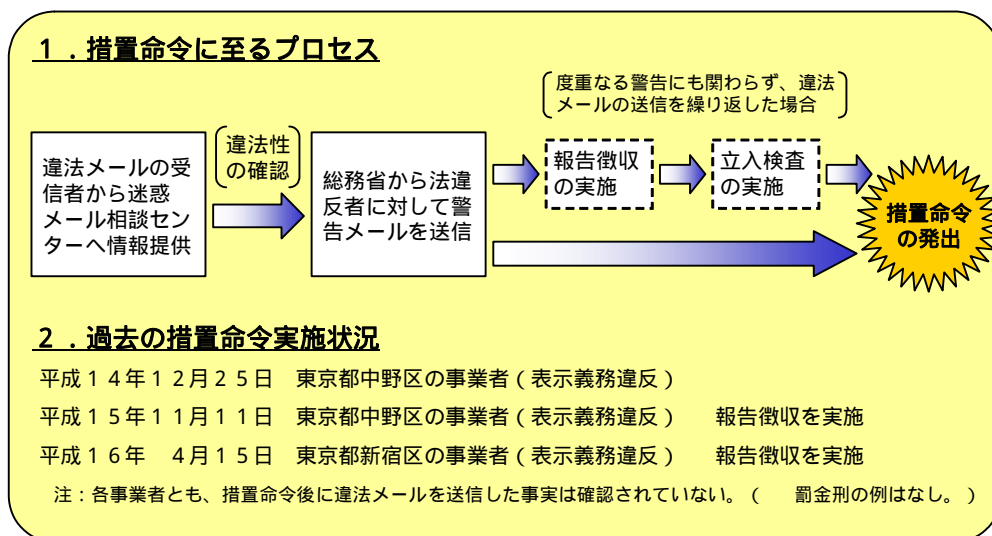 １．措置命令に至るプロセス
度重なる警告にも関わらず、違法
メールの送信を繰り返した場合
違法メールの受
信者から迷惑
メール相談セン
ターへ情報提供
違法性
の確認
総務省から法違
反者に対して警
告メールを送信
報告徴収
の実施
立入検査
の実施
措置命令
の発出
２．過去の措置命令実施状況
平成１４年１２月２５日　東京都中野区の事業者（表示義務違反）
平成１５年１１月１１日　東京都中野区の事業者（表示義務違反）　　報告徴収を実施
平成１６年　４月１５日　東京都新宿区の事業者（表示義務違反）　　報告徴収を実施
注：各事業者とも、措置命令後に違法メールを送信した事実は確認されていない。（　　罰金刑の例はなし。）